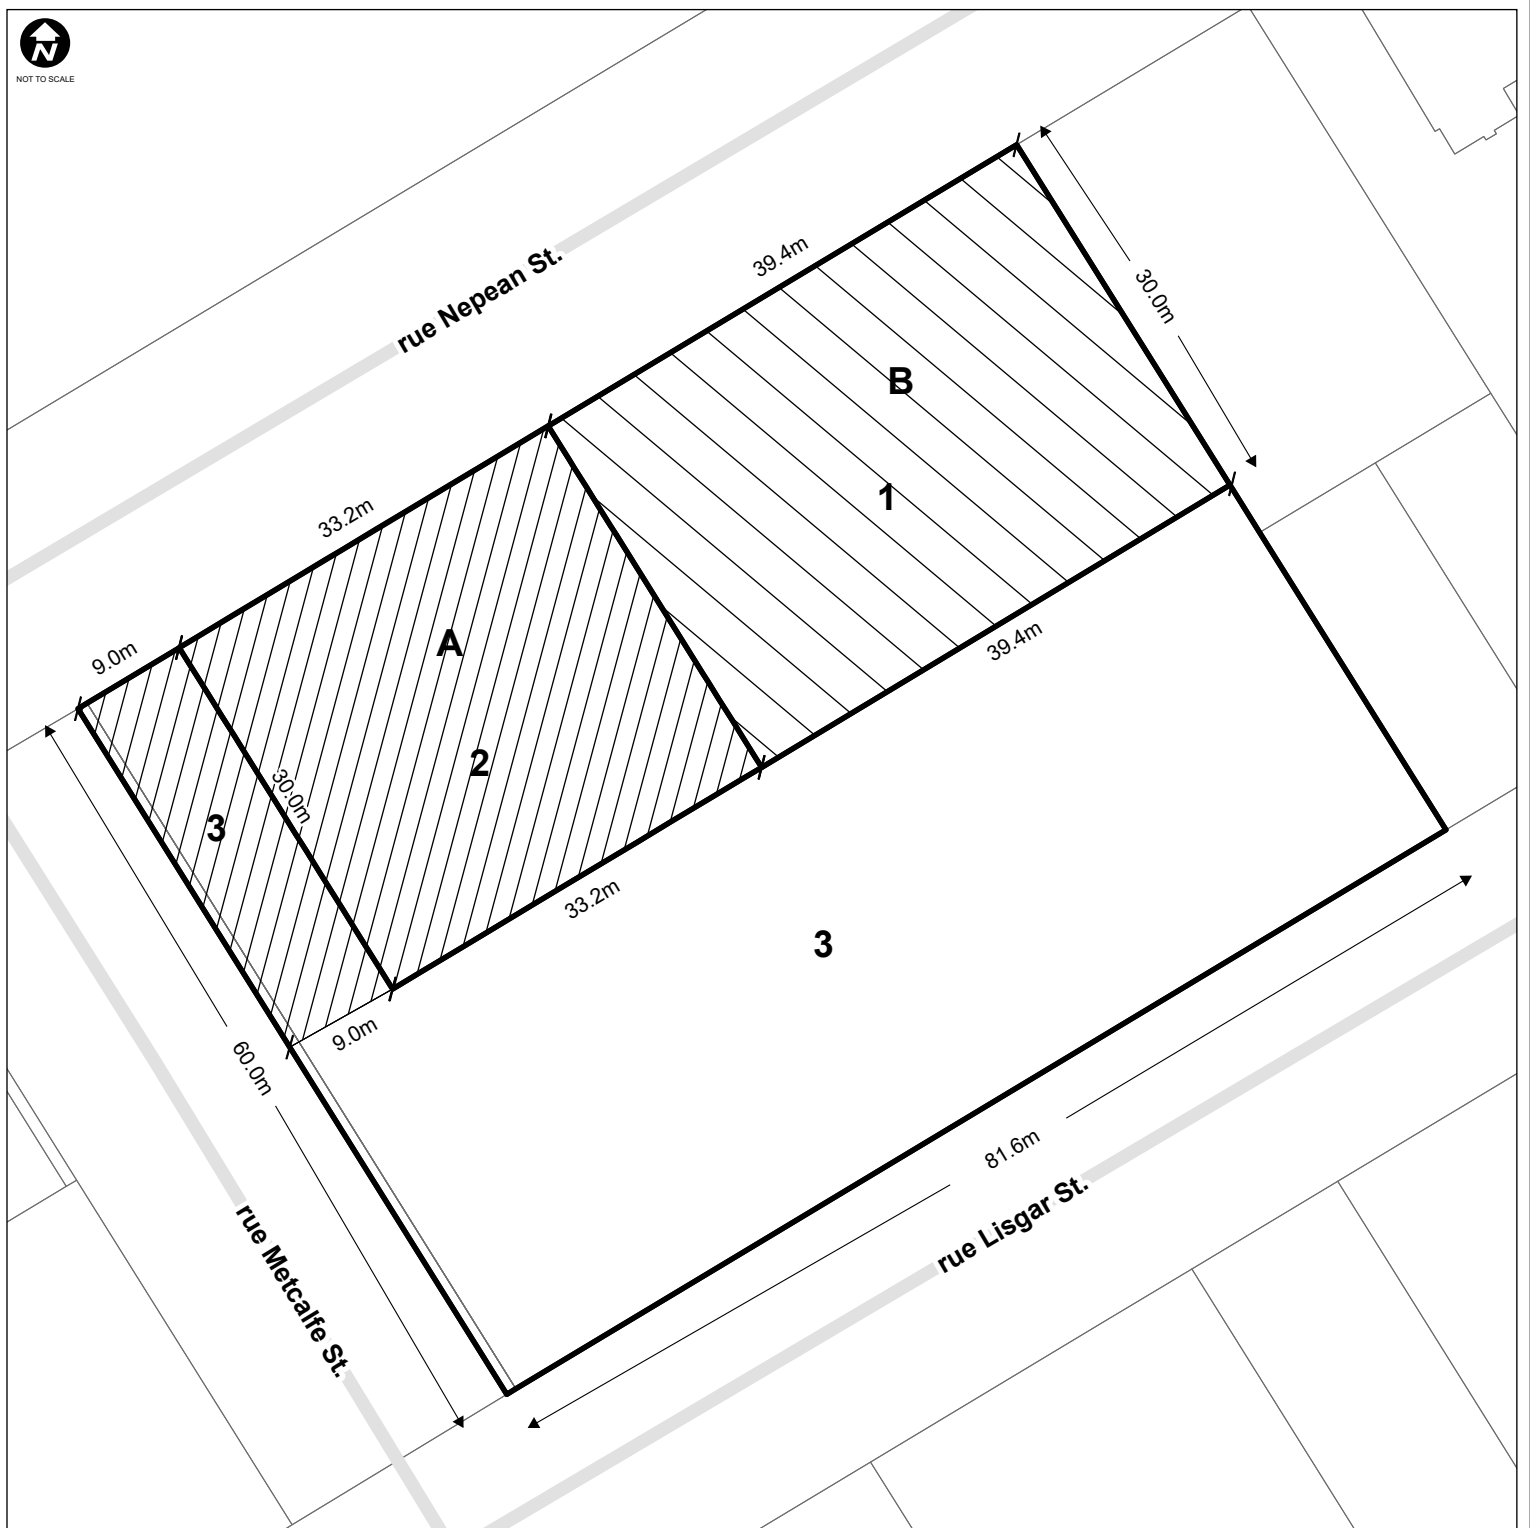 N
NOT TO SCALE
rue Nepean St.
39.4m
30.0m
B
1
33.2m
A
9.0m
2
30.0m
3
39.4m
33.2m
3
9.0m
60.0m
81.6m
rue Lisgar St.
rue Metcalfe St.